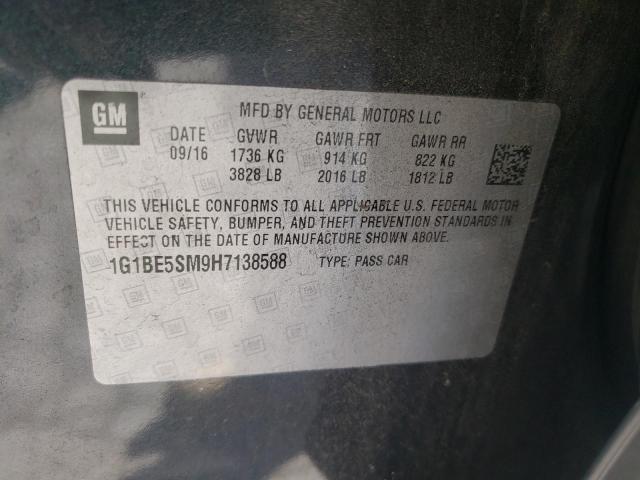 GM
MFD BY GENERAL MOTORS LLC
DATE GVWR GAWR FRT GAWR RR
09/16 1736 KG 914 KG 822 KG
3828 LB 2016 LB 1812 LB
THIS VEHICLE CONFORMS TO ALL APPLICABLE U.S. FEDERAL MOTOR
VEHICLE SAFETY, BUMPER, AND THEFT PREVENTION STANDARDS IN
EFFECT ON THE DATE OF MANUFACTURE SHOWN ABOVE.
1G1BE5SM9H7138588 TYPE: PASS CAR